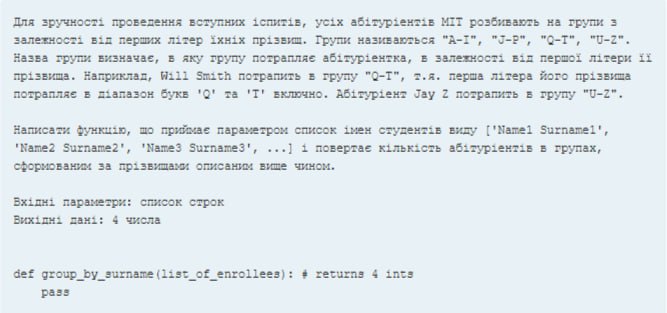 Для зручності проведення вступних іспитів, усіх абітурієнтів MIT розбивають на групи з
залежності від перших літер їхніх прізвищ. Групи називаються "A-I", "J-P", "Q-T", "U-Z".
Назва групи визначає, в яку групу потрапляє абітурієнтка, в залежності від першої літери її
прізвища. Наприклад, Will Smith потрапить в групу "Q-T", т.я. перша літера його прізвища
потрапляє в діапазон букв 'Q' та 'T' включно. Абітурієнт Jay Z потрапить в групу "U-Z".
Написати функцію, що приймає параметром список імен студентів виду ['Name1 Surname1',
'Name2 Surname2', 'Name3 Surname3', ...] і повертає кількість абітурієнтів в групах,
сформованим за прізвищами описаним вище чином.
Вхідні параметри: список строк
Вихідні дані: 4 числа
def group_by_surname(list_of_enrollees): # returns 4 ints
pass